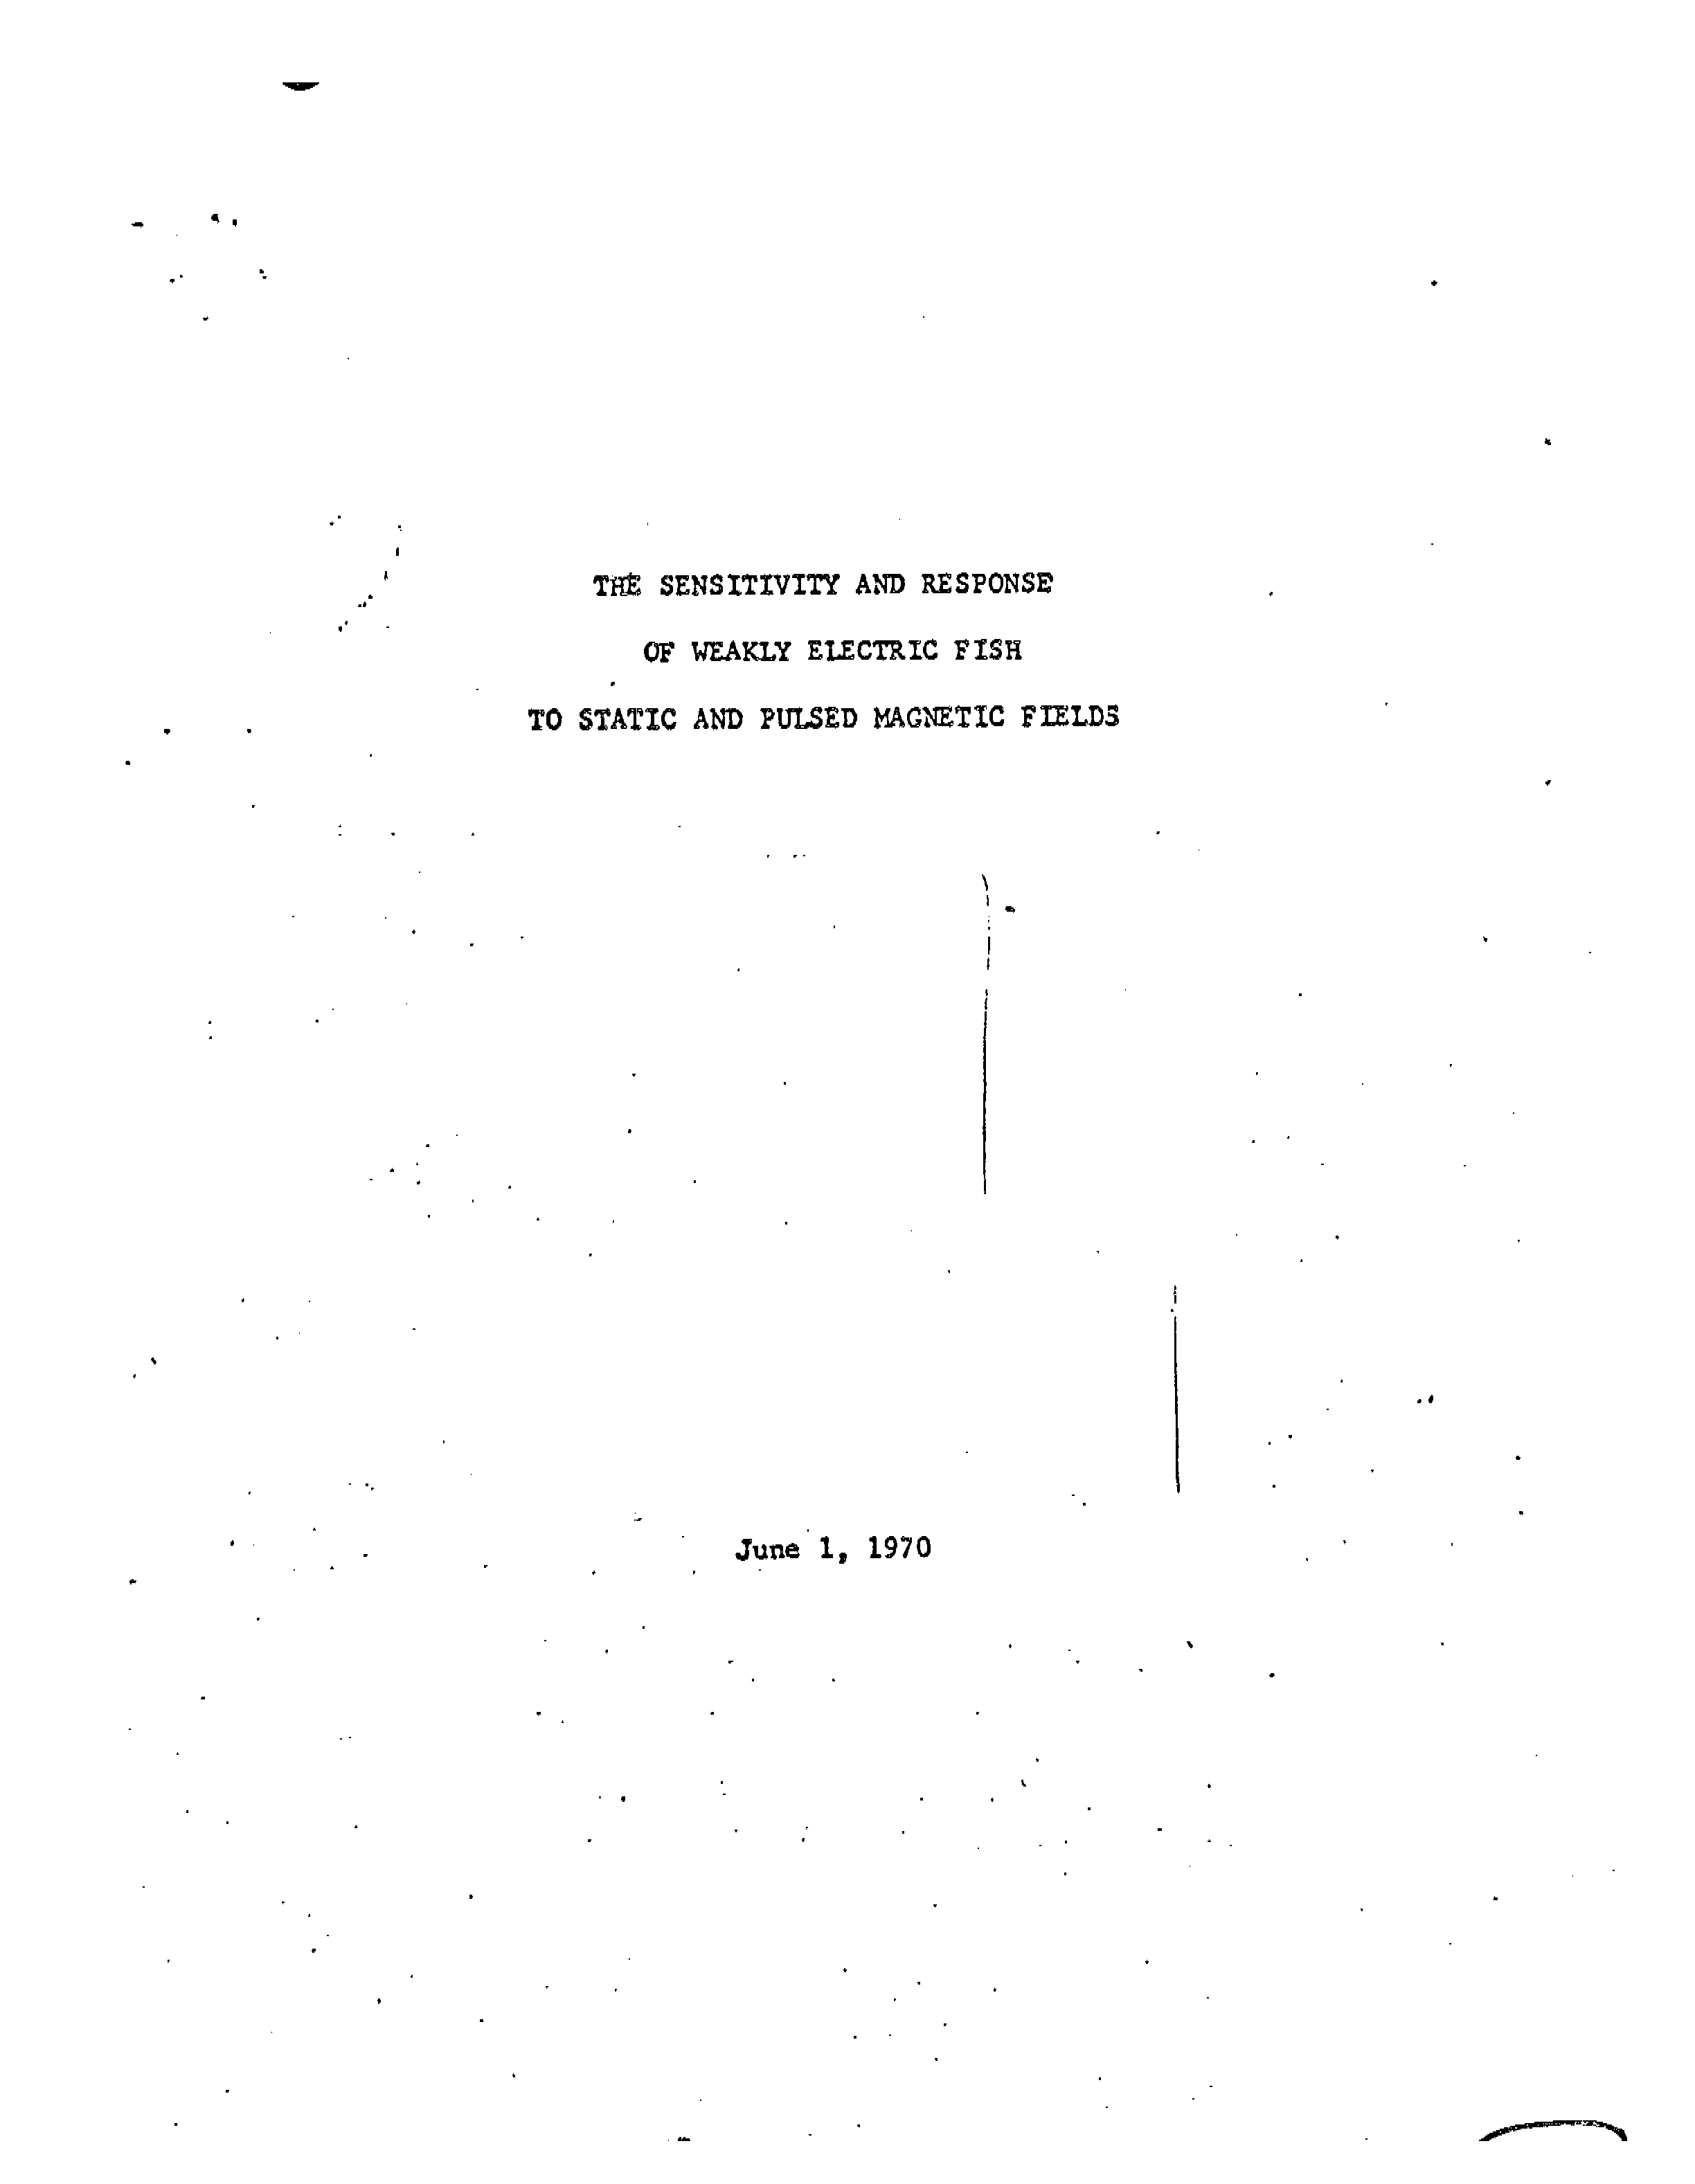 THE SENSITIVITY AND RESPONSE
OF WEAKLY ELECTRIC FISH
TO STATIC AND PULSED MAGNETIC FIELDS
June 1, 1970